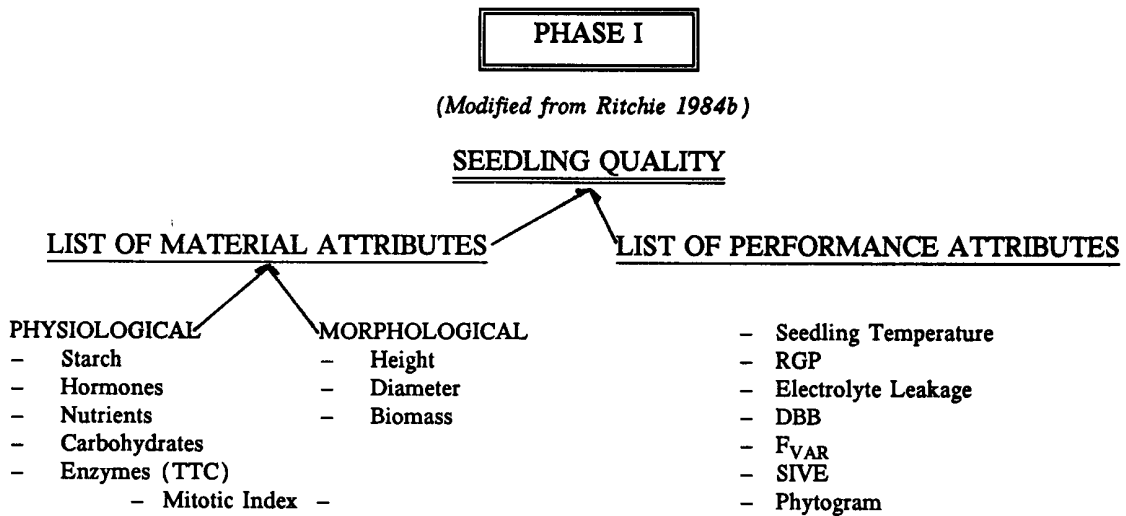 PHASE I
(Modified from Ritchie 1984b)
SEEDLING QUALITY
LIST OF MATERIAL ATTRIBUTES
LIST OF PERFORMANCE ATTRIBUTES
PHYSIOLOGICAL
– Starch
– Hormones
– Nutrients
– Carbohydrates
– Enzymes (TTC)
– Mitotic Index –
MORPHOLOGICAL
– Height
– Diameter
– Biomass
– Seedling Temperature
– RGP
– Electrolyte Leakage
– DBB
– FVAR
– SIVE
– Phytogram